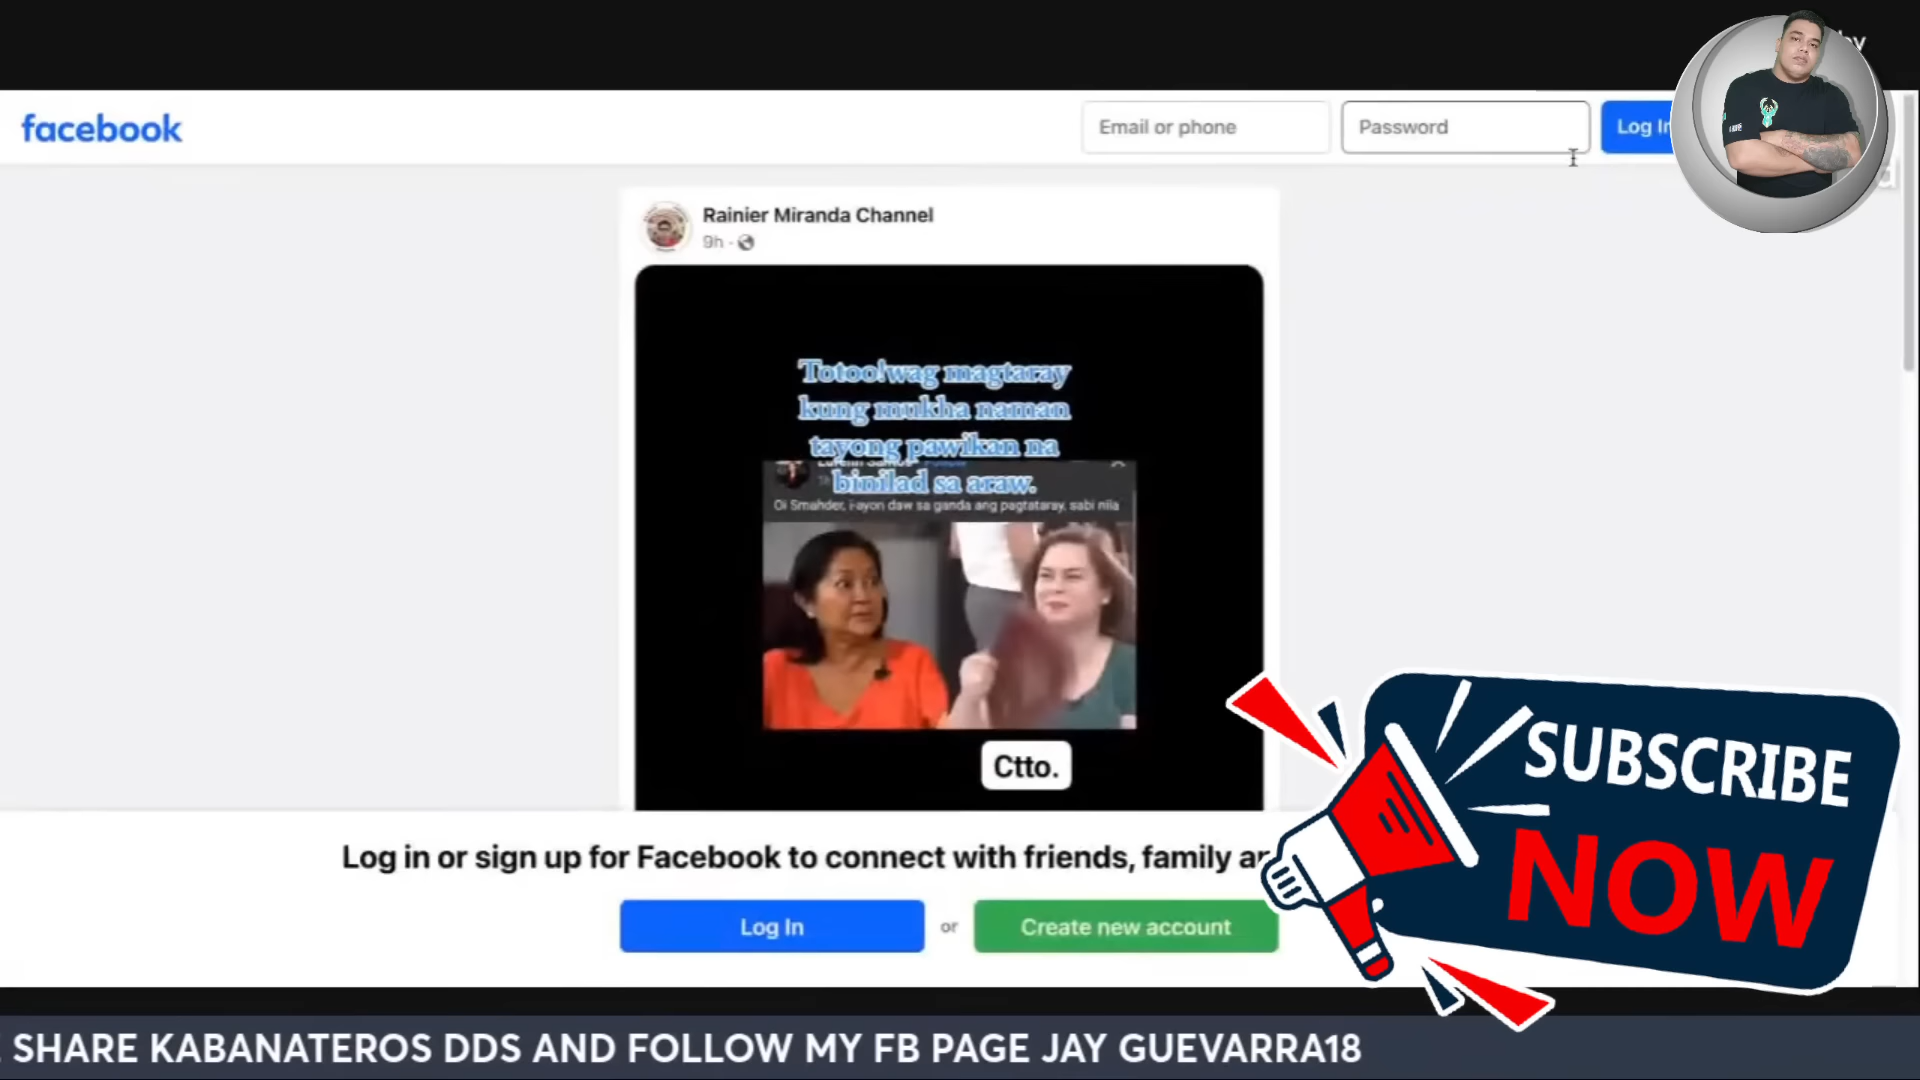 by
facebook
Email or phone
Password
Log In
Rainier Miranda Channel
9h
Totoo!wag magtaray
kung mukha naman
tayong pawikan na
binilad sa araw.
Oi Smahder, i-ayon daw sa ganda ang pagtataray, sabi nila
Ctto.
SUBSCRIBE
NOW
Log in or sign up for Facebook to connect with friends, family
Log In
or
Create new account
SHARE KABANATEROS DDS AND FOLLOW MY FB PAGE JAY GUEVARRA18